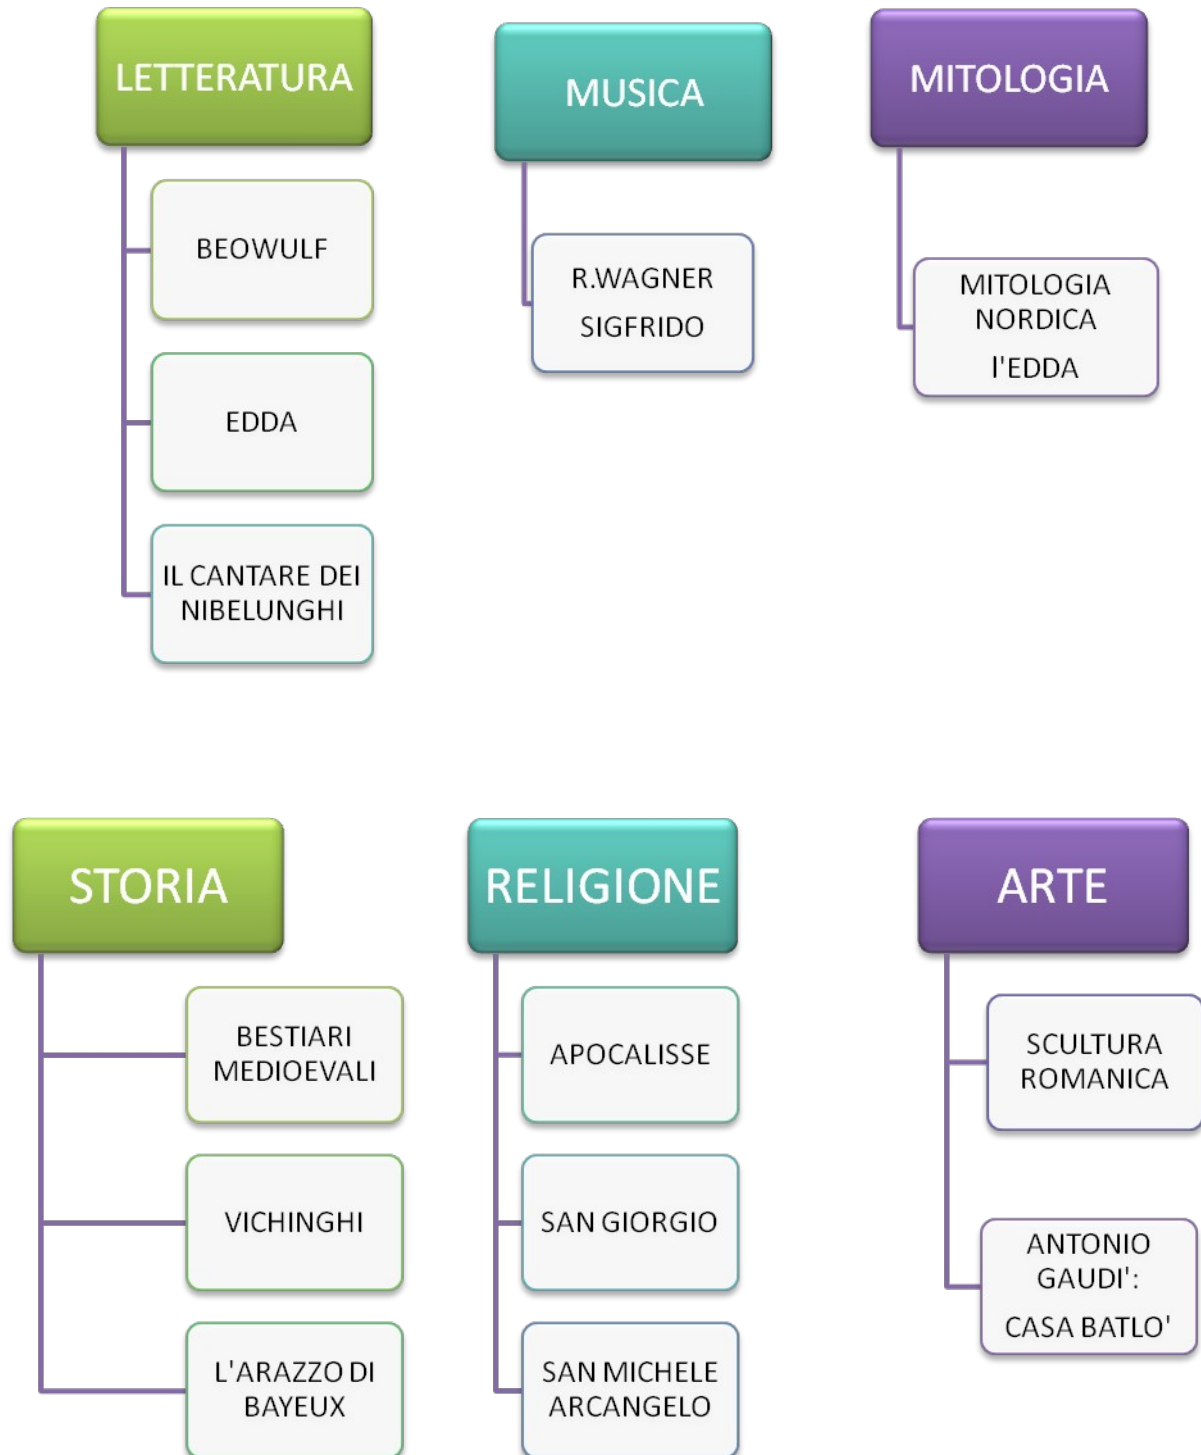 LETTERATURA
BEOWULF
EDDA
IL CANTARE DEI
NIBELUNGHI
MUSICA
R.WAGNER
SIGFRIDO
MITOLOGIA
MITOLOGIA
NORDICA
l'EDDA
STORIA
BESTIARI
MEDIOEVALI
VICHINGHI
L'ARAZZO DI
BAYEUX
RELIGIONE
APOCALISSE
SAN GIORGIO
SAN MICHELE
ARCANGELO
ARTE
SCULTURA
ROMANICA
ANTONIO
GAUDI':
CASA BATLO'